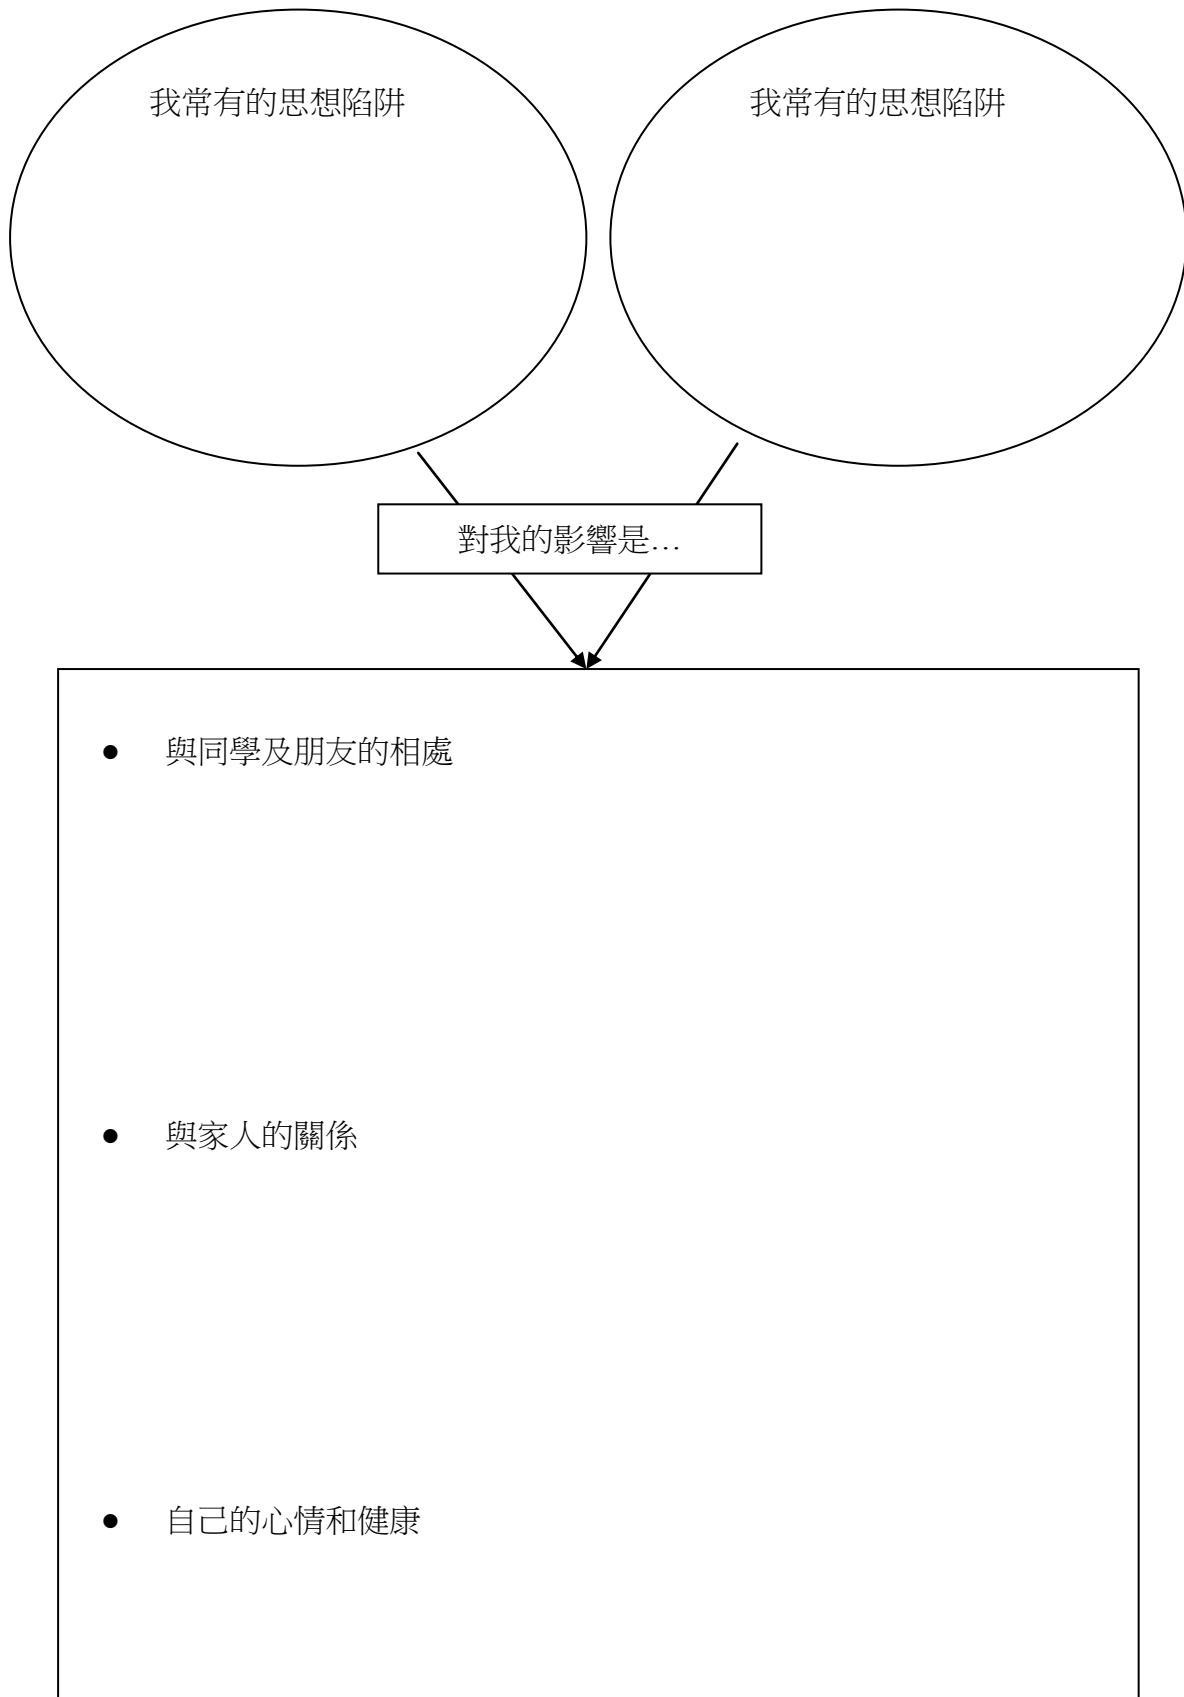 我常有的思想陷阱
我常有的思想陷阱
對我的影響是…
● 與同學及朋友的相處
● 與家人的關係
● 自己的心情和健康